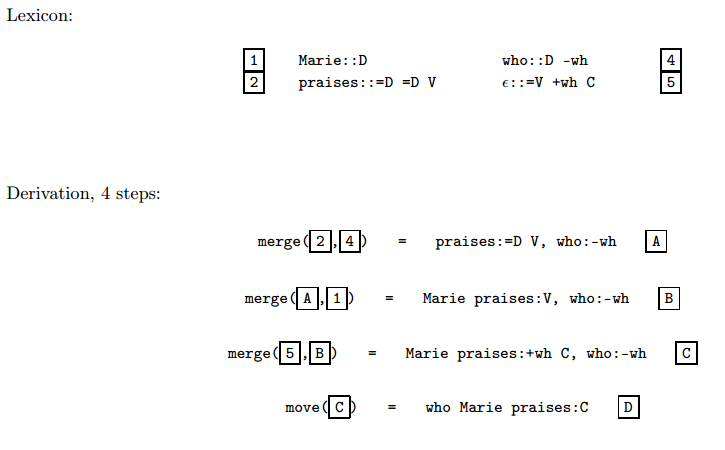 Lexicon:
1 Marie::D who::D -wh 4
2 praises::=D =D V ϵ::=V +wh C 5
Derivation, 4 steps:
merge(2,4) = praises:=D V, who:-wh A
merge(A,1) = Marie praises:V, who:-wh B
merge(5,B) = Marie praises:+wh C, who:-wh C
move(C) = who Marie praises:C D